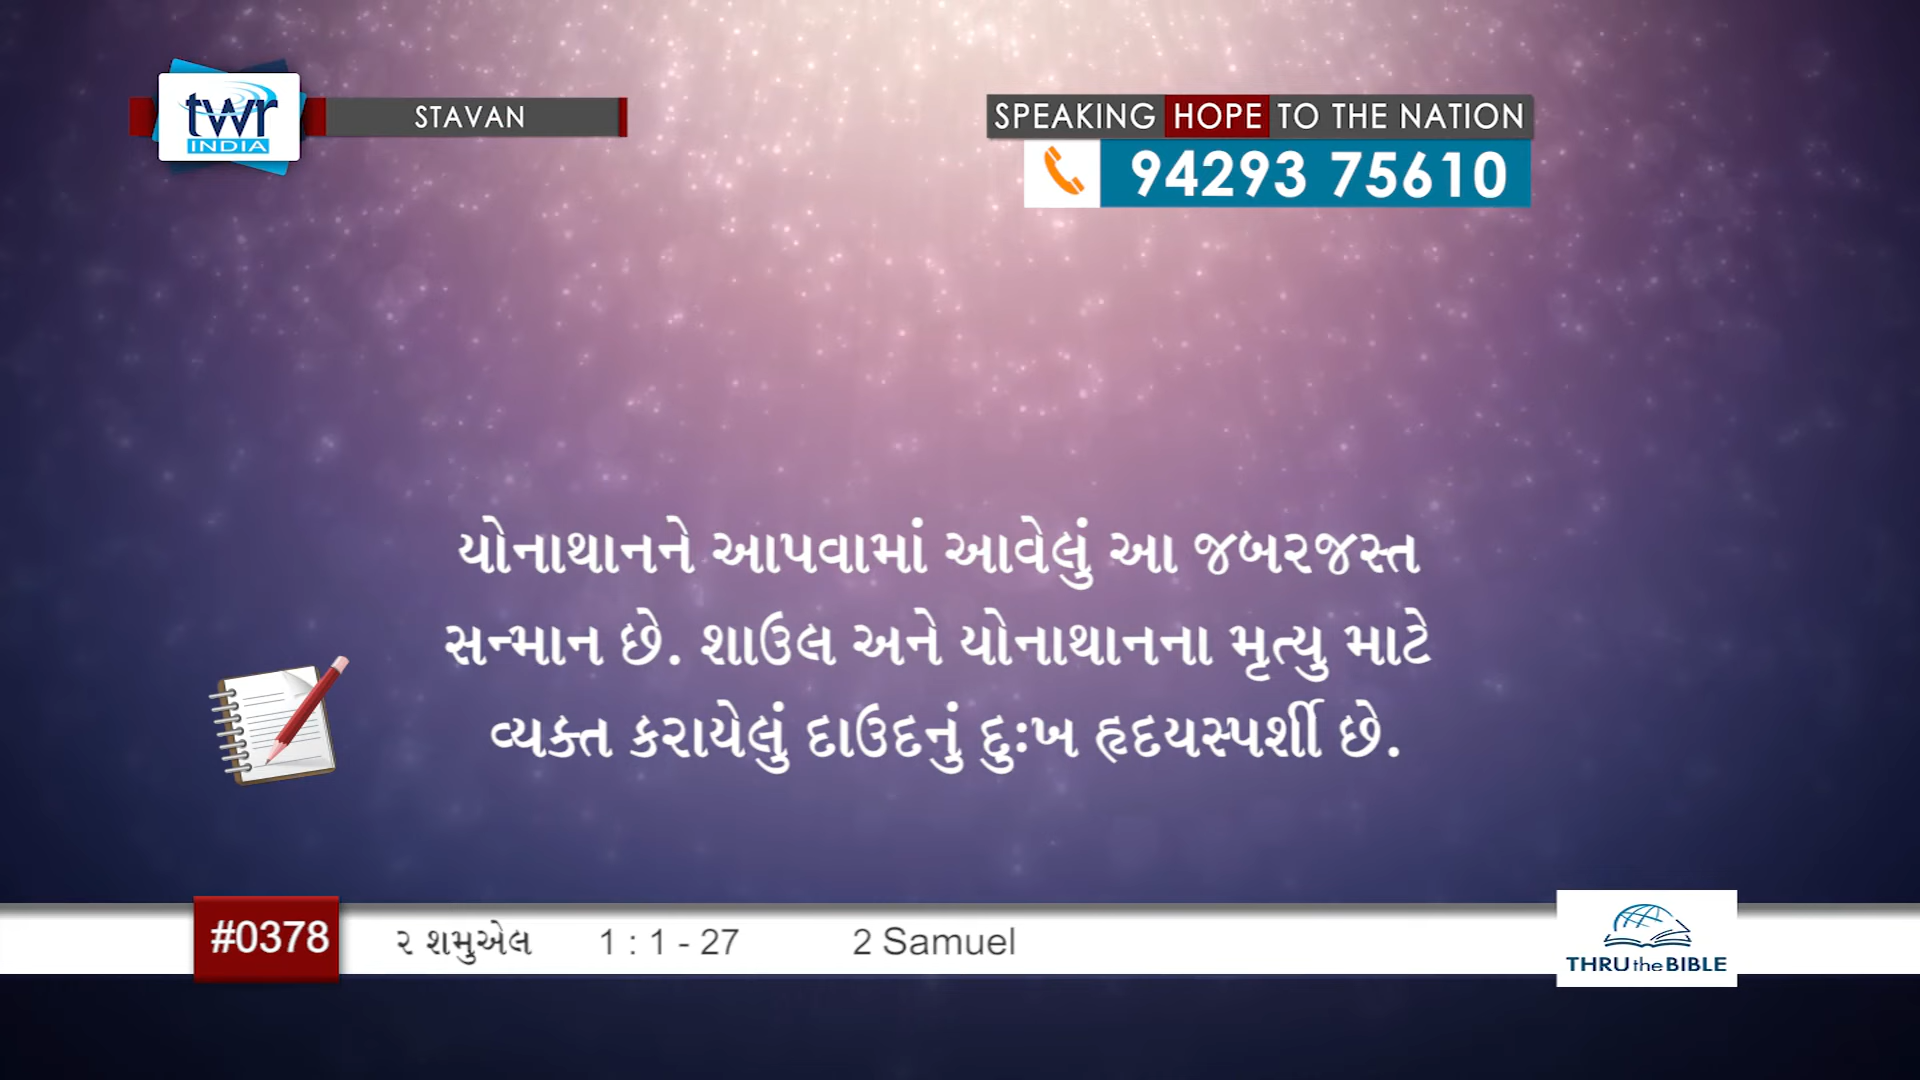 twr
INDIA
STAVAN
SPEAKING HOPE TO THE NATION
94293 75610
યોનાથાનને આપવામાં આવેલું આ જબરજસ્ત
સન્માન છે. શાઉલ અને યોનાથાનના મૃત્યુ માટે
વ્યક્ત કરાયેલું દાઉદનું દુઃખ હૃદયસ્પર્શી છે.
#0378 ૨ શમુએલ 1 : 1 - 27 2 Samuel
THRU the BIBLE